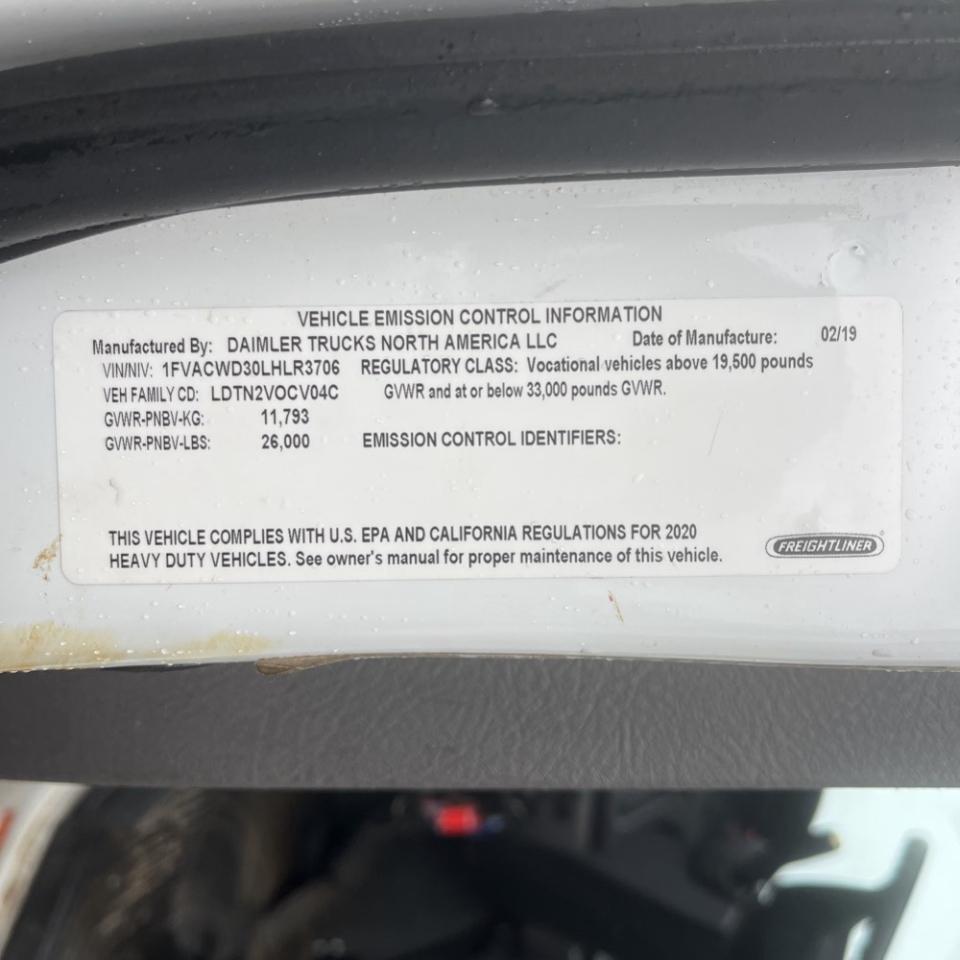 VEHICLE EMISSION CONTROL INFORMATION
Manufactured By: DAIMLER TRUCKS NORTH AMERICA LLC Date of Manufacture: 02/19
VIN/NIV: 1FVACWD30LHLR3706 REGULATORY CLASS: Vocational vehicles above 19,500 pounds
VEH FAMILY CD: LDTN2VOCV04C GVWR and at or below 33,000 pounds GVWR.
GVWR-PNBV-KG: 11,793
GVWR-PNBV-LBS: 26,000 EMISSION CONTROL IDENTIFIERS:
THIS VEHICLE COMPLIES WITH U.S. EPA AND CALIFORNIA REGULATIONS FOR 2020
HEAVY DUTY VEHICLES. See owner's manual for proper maintenance of this vehicle.
FREIGHTLINER